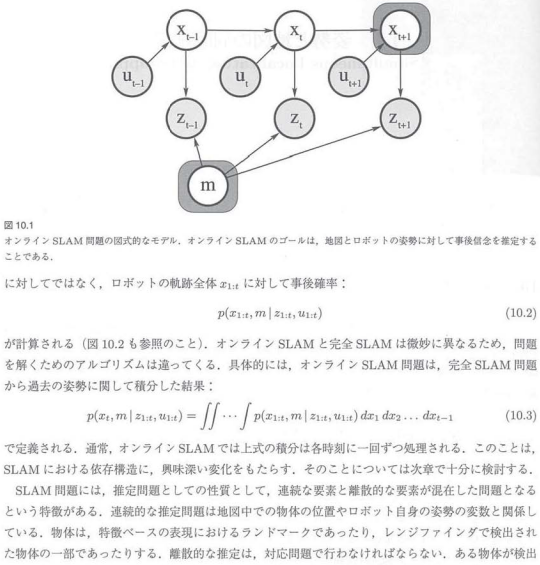 x_{t-1} x_t x_{t+1}
u_{t-1} u_t u_{t+1}
z_{t-1} z_t z_{t+1}
m
図 10.1
オンライン SLAM 問題の図式的なモデル．オンライン SLAM のゴールは，地図とロボットの姿勢に対して事後信念を推定する
ことである．
に対してではなく，ロボットの軌跡全体 x_{1:t} に対して事後確率：
p(x_{1:t}, m | z_{1:t}, u_{1:t}) (10.2)
が計算される（図 10.2 も参照のこと）．オンライン SLAM と完全 SLAM は微妙に異なるため，問題
を解くためのアルゴリズムは違ってくる．具体的には，オンライン SLAM 問題は，完全 SLAM 問題
から過去の姿勢に関して積分した結果：
p(x_t, m | z_{1:t}, u_{1:t}) = ∫∫ ⋯ ∫ p(x_{1:t}, m | z_{1:t}, u_{1:t}) dx_1 dx_2 … dx_{t-1} (10.3)
で定義される．通常，オンライン SLAM では上式の積分は各時刻に一回ずつ処理される．このことは，
SLAM における依存構造に，興味深い変化をもたらす．そのことについては次章で十分に検討する．
SLAM 問題には，推定問題としての性質として，連続的な要素と離散的な要素が混在した問題となる
という特徴がある．連続的な推定問題は地図中での物体の位置やロボット自身の姿勢の変数と関係し
ている．物体は，特徴ベースの表現におけるランドマークであったり，レンジファインダで検出され
た物体の一部であったりする．離散的な推定は，対応問題で行わなければならない．ある物体が検出